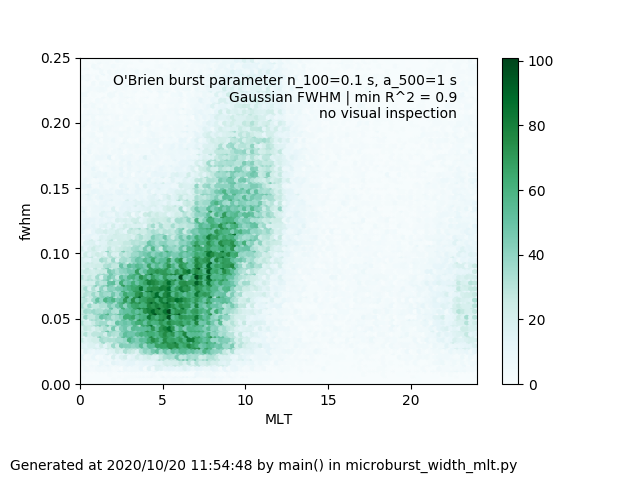 O'Brien burst parameter n_100=0.1 s, a_500=1 s
Gaussian FWHM | min R^2 = 0.9
no visual inspection
fwhm
0.25
0.20
0.15
0.10
0.05
0.00
0 5 10 15 20
MLT
100
80
60
40
20
0
Generated at 2020/10/20 11:54:48 by main() in microburst_width_mlt.py